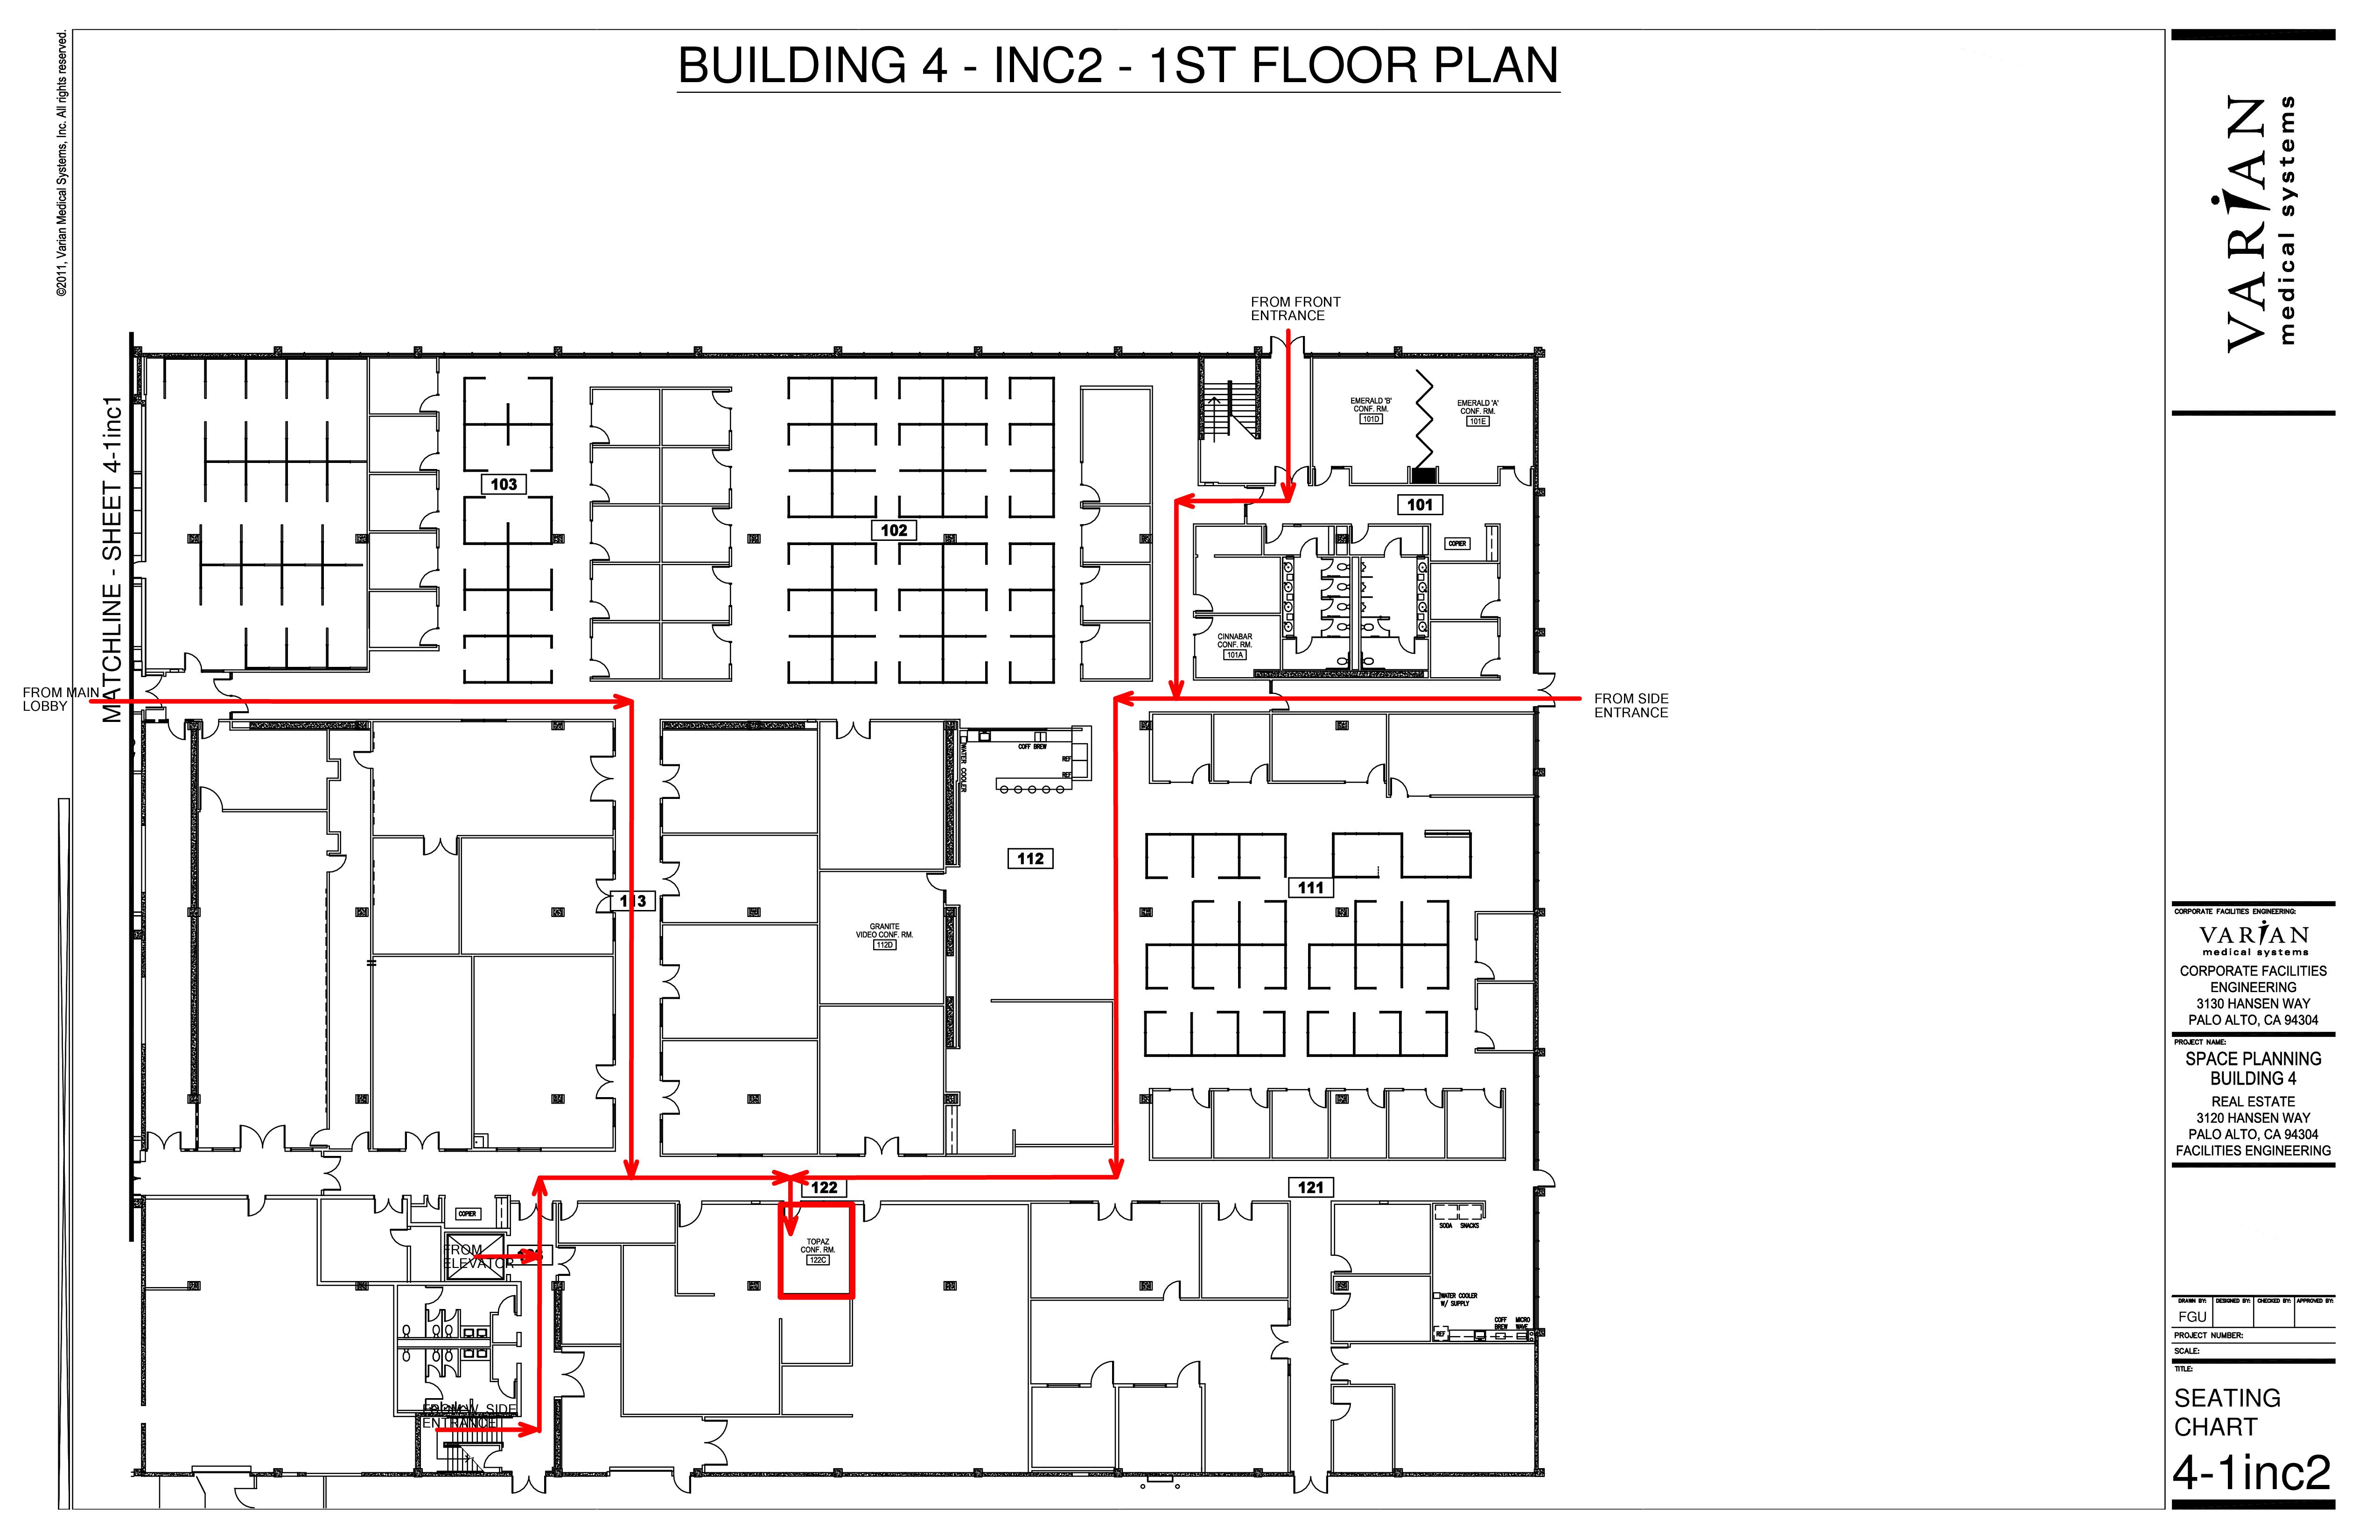 BUILDING 4 - INC2 - 1ST FLOOR PLAN
©2011, Varian Medical Systems, Inc. All rights reserved.
MATCHLINE - SHEET 4-1inc1
FROM FRONT
ENTRANCE
EMERALD 'B'
CONF. RM.
101D
EMERALD 'A'
CONF. RM.
101E
103
102
101
COPIER
CINNABAR
CONF. RM.
101A
FROM MAIN
LOBBY
FROM SIDE
ENTRANCE
COFF BREW
WATER COOLER
REF
REF
112
111
113
GRANITE
VIDEO CONF. RM.
112D
122
121
COPIER
TOPAZ
CONF. RM.
122C
FROM
ELEVATOR
SODA
SNACKS
WATER COOLER
W/ SUPPLY
COFF
BREW
MICRO
WAVE
REF
FROM W. SIDE
ENTRANCE
VARIAN
medical systems
CORPORATE FACILITIES ENGINEERING:
VARIAN
medical systems
CORPORATE FACILITIES
ENGINEERING
3130 HANSEN WAY
PALO ALTO, CA 94304
PROJECT NAME:
SPACE PLANNING
BUILDING 4
REAL ESTATE
3120 HANSEN WAY
PALO ALTO, CA 94304
FACILITIES ENGINEERING
DRAWN BY:
DESIGNED BY:
CHECKED BY:
APPROVED BY:
FGU
PROJECT NUMBER:
SCALE:
TITLE:
SEATING
CHART
4-1inc2